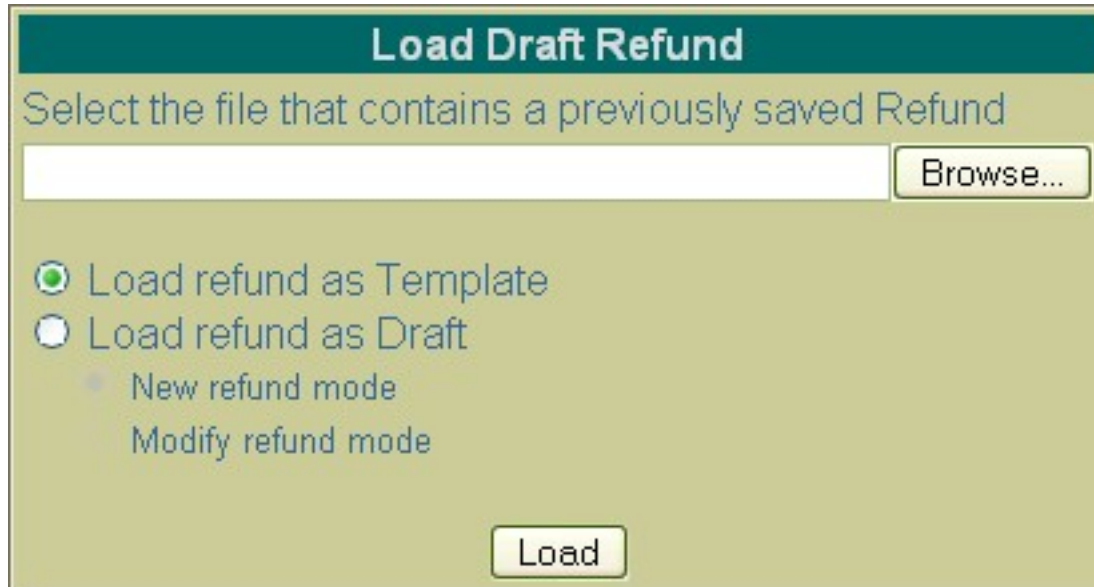 Load Draft Refund
Select the file that contains a previously saved Refund
Browse...
Load refund as Template
Load refund as Draft
New refund mode
Modify refund mode
Load